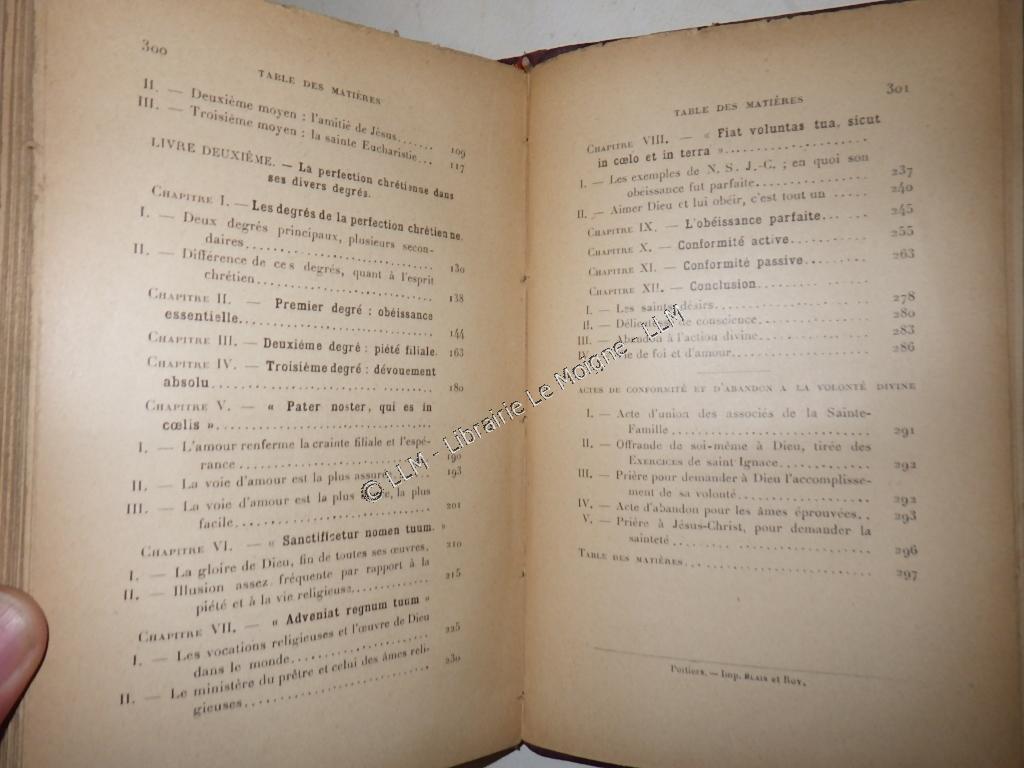 300
TABLE DES MATIÈRES
II. — Deuxième moyen : l'amitié de Jésus....... 109
III. — Troisième moyen : la sainte Eucharistie... 117
LIVRE DEUXIÈME. — La perfection chrétienne dans
ses divers degrés.
CHAPITRE I. — Les degrés de la perfection chrétienne.
I. — Deux degrés principaux, plusieurs secon-
daires........................ 130
II. — Différence de ces degrés, quant à l'esprit
chrétien........................ 138
CHAPITRE II. — Premier degré : obéissance
essentielle........................ 144
CHAPITRE III. — Deuxième degré : piété filiale. 163
CHAPITRE IV. — Troisième degré : dévouement
absolu........................ 180
CHAPITRE V. — « Pater noster, qui es in
cœlis »........................
I. — L'amour renferme la crainte filiale et l'espé-
rance........................ 190
II. — La voie d'amour est la plus assurée 193
III. — La voie d'amour est la plus la plus
facile........................ 201
CHAPITRE VI. — « Sanctificetur nomen tuum. »
I. — La gloire de Dieu, fin de toutes ses œuvres. 210
II. — Illusion assez fréquente par rapport à la
piété et à la vie religieuse........ 215
CHAPITRE VII. — « Adveniat regnum tuum »
I. — Les vocations religieuses et l'œuvre de Dieu
dans le monde.................. 225
II. — Le ministère du prêtre et celui des âmes reli-
gieuses........................ 230
301
TABLE DES MATIÈRES
CHAPITRE VIII. — « Fiat voluntas tua, sicut
in cœlo et in terra »..................
I. — Les exemples de N. S. J.-C. ; en quoi son
obéissance fut parfaite............ 237
II. — Aimer Dieu et lui obéir, c'est tout un ...... 240
CHAPITRE IX. — L'obéissance parfaite...... 245
CHAPITRE X. — Conformité active.......... 255
CHAPITRE XI. — Conformité passive......... 263
CHAPITRE XII. — Conclusion................
I. — Les saints désirs.................. 278
II. — de conscience............ 280
III. — Abandon à l'action divine.......... 283
IV. de foi et d'amour............ 286
ACTES DE CONFORMITÉ ET D'ABANDON A LA VOLONTÉ DIVINE
I. — Acte d'union des associés de la Sainte-
Famille........................ 291
II. — Offrande de soi-même à Dieu, tirée des
EXERCICES de saint Ignace............ 292
III. — Prière pour demander à Dieu l'accomplisse-
ment de sa volonté............... 292
IV. — Acte d'abandon pour les âmes éprouvées.. 293
V. — Prière à Jésus-Christ, pour demander la
sainteté........................ 296
TABLE DES MATIÈRES.................. 297
Poitiers. — Imp. BLAIS et ROY.
© LLM - Librairie Le Moigne - LLM